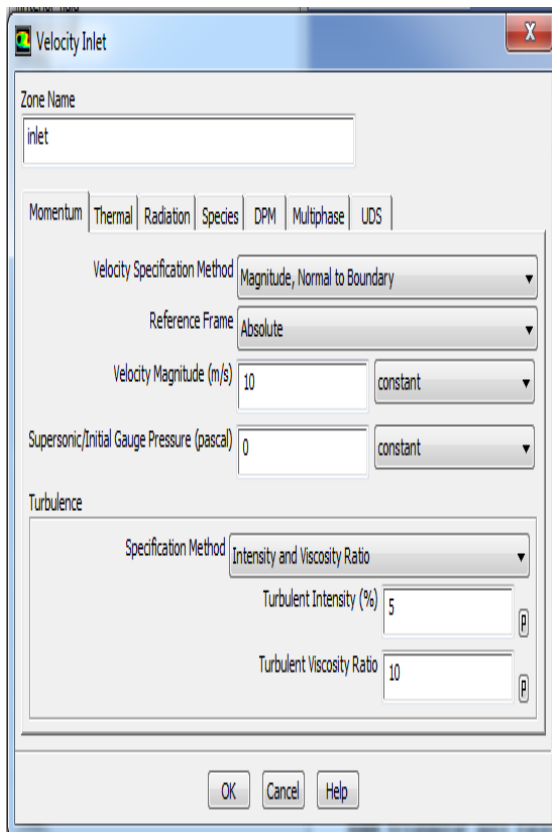 Velocity Inlet
X
Zone Name
inlet
Momentum Thermal Radiation Species DPM Multiphase UDS
Velocity Specification Method Magnitude, Normal to Boundary
Reference Frame Absolute
Velocity Magnitude (m/s) 10 constant
Supersonic/Initial Gauge Pressure (pascal) 0 constant
Turbulence
Specification Method Intensity and Viscosity Ratio
Turbulent Intensity (%) 5 P
Turbulent Viscosity Ratio 10 P
OK Cancel Help